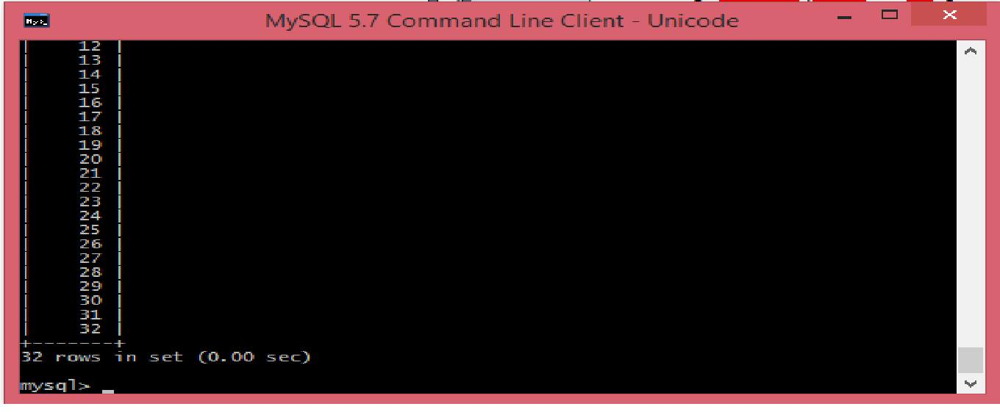 MySQL 5.7 Command Line Client - Unicode
| 12 |
| 13 |
| 14 |
| 15 |
| 16 |
| 17 |
| 18 |
| 19 |
| 20 |
| 21 |
| 22 |
| 23 |
| 24 |
| 25 |
| 26 |
| 27 |
| 28 |
| 29 |
| 30 |
| 31 |
| 32 |
+-------+
32 rows in set (0.00 sec)
mysql> _